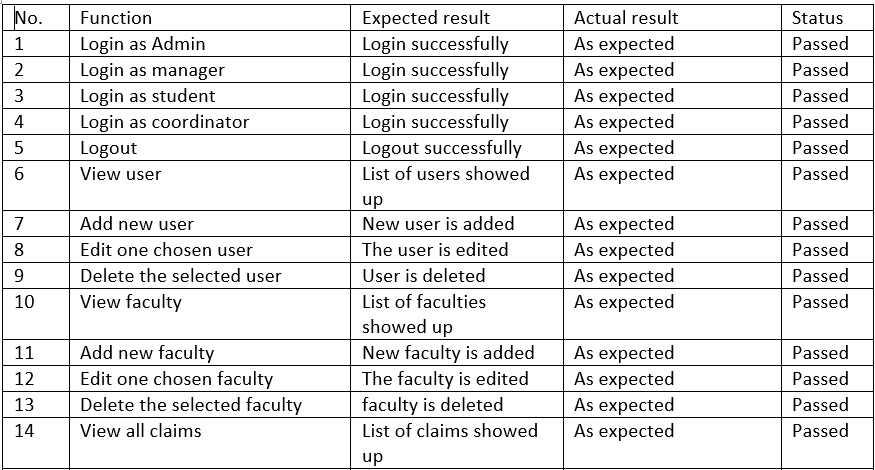 No. Function Expected result Actual result Status
1 Login as Admin Login successfully As expected Passed
2 Login as manager Login successfully As expected Passed
3 Login as student Login successfully As expected Passed
4 Login as coordinator Login successfully As expected Passed
5 Logout Logout successfully As expected Passed
6 View user List of users showed As expected Passed
up
7 Add new user New user is added As expected Passed
8 Edit one chosen user The user is edited As expected Passed
9 Delete the selected user User is deleted As expected Passed
10 View faculty List of faculties As expected Passed
showed up
11 Add new faculty New faculty is added As expected Passed
12 Edit one chosen faculty The faculty is edited As expected Passed
13 Delete the selected faculty faculty is deleted As expected Passed
14 View all claims List of claims showed As expected Passed
up